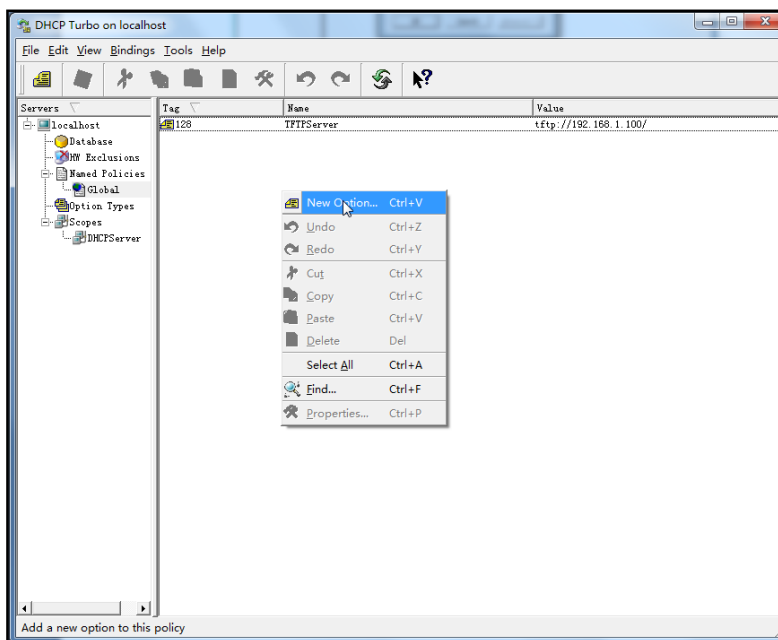 DHCP Turbo on localhost
File Edit View Bindings Tools Help
Servers
Tag Name Value
localhost
Database
HW Exclusions
Named Policies
Global
Option Types
Scopes
DHCPServer
128 TFTPServer tftp://192.168.1.100/
New Option... Ctrl+V
Undo Ctrl+Z
Redo Ctrl+Y
Cut Ctrl+X
Copy Ctrl+C
Paste Ctrl+V
Delete Del
Select All Ctrl+A
Find... Ctrl+F
Properties... Ctrl+P
Add a new option to this policy